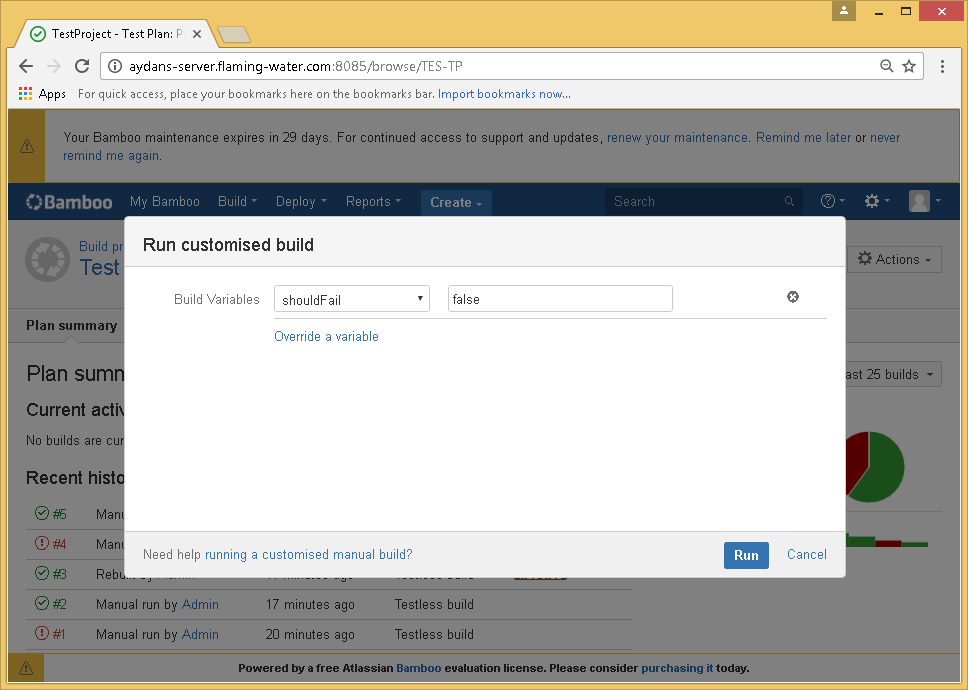 TestProject - Test Plan: P
aydans-server.flaming-water.com:8085/browse/TES-TP
Apps For quick access, place your bookmarks here on the bookmarks bar. Import bookmarks now...
Your Bamboo maintenance expires in 29 days. For continued access to support and updates, renew your maintenance. Remind me later or never
remind me again.
Bamboo My Bamboo Build Deploy Reports Create Search
Build pr
Test
Actions
Run customised build
Build Variables shouldFail false
Override a variable
Plan summary
Plan summ
ast 25 builds
Current activ
No builds are cur
Recent histo
#5 Manu
#4 Manu
#3 Rebu
#2 Manual run by Admin 17 minutes ago Testless build
#1 Manual run by Admin 20 minutes ago Testless build
Need help running a customised manual build? Run Cancel
Powered by a free Atlassian Bamboo evaluation license. Please consider purchasing it today.